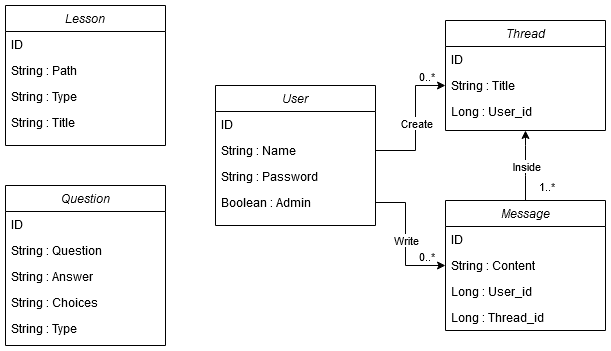 Lesson
ID
String : Path
String : Type
String : Title
Question
ID
String : Question
String : Answer
String : Choices
String : Type
User
ID
String : Name
String : Password
Boolean : Admin
0..*
Create
Write
0..*
Thread
ID
String : Title
Long : User_id
Inside
1..*
Message
ID
String : Content
Long : User_id
Long : Thread_id